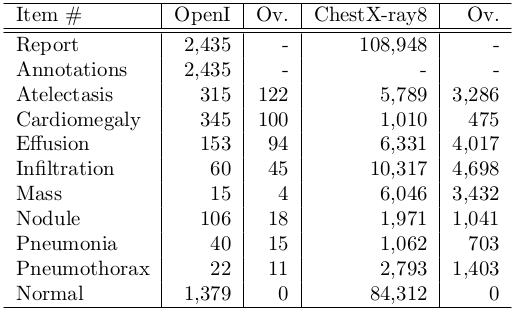 Item # OpenI Ov. ChestX-ray8 Ov.
Report 2,435 - 108,948 -
Annotations 2,435 - - -
Atelectasis 315 122 5,789 3,286
Cardiomegaly 345 100 1,010 475
Effusion 153 94 6,331 4,017
Infiltration 60 45 10,317 4,698
Mass 15 4 6,046 3,432
Nodule 106 18 1,971 1,041
Pneumonia 40 15 1,062 703
Pneumothorax 22 11 2,793 1,403
Normal 1,379 0 84,312 0